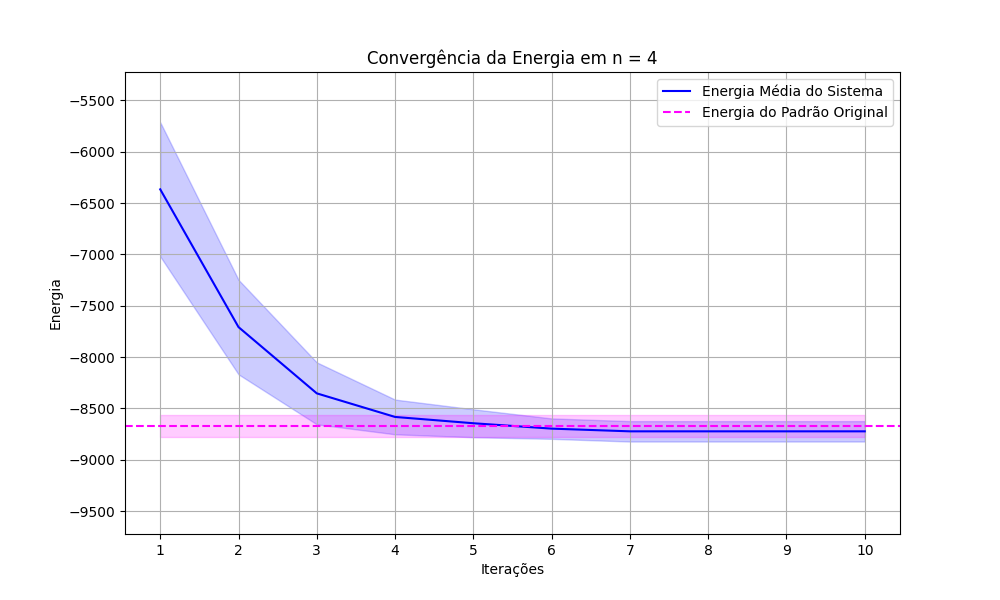 Convergência da Energia em n = 4
Energia Média do Sistema
Energia do Padrão Original
Energia
−5500
−6000
−6500
−7000
−7500
−8000
−8500
−9000
−9500
1 2 3 4 5 6 7 8 9 10
Iterações